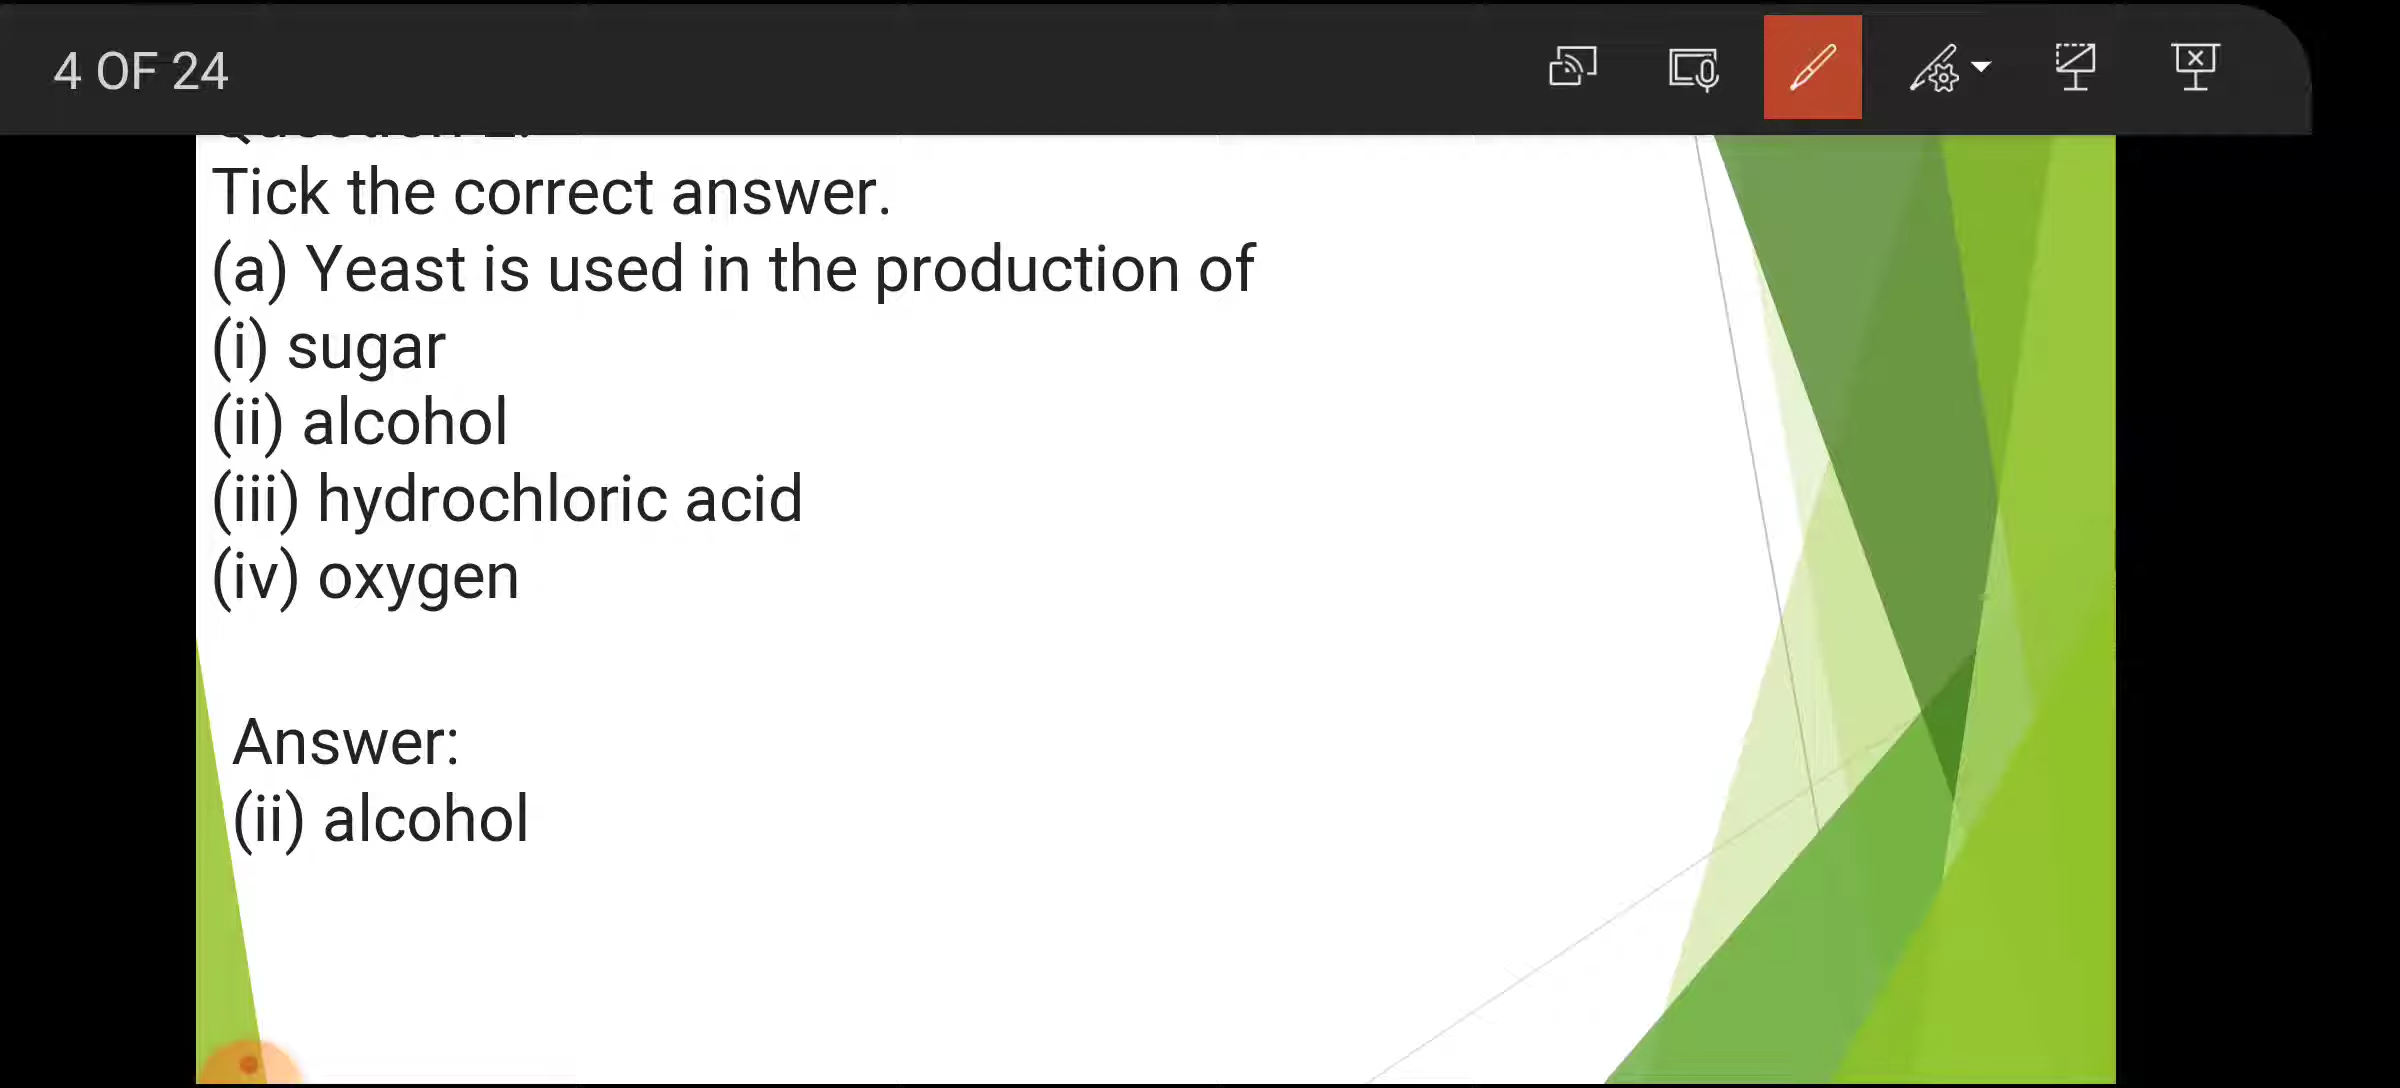 4 OF 24
Tick the correct answer.
(a) Yeast is used in the production of
(i) sugar
(ii) alcohol
(iii) hydrochloric acid
(iv) oxygen
Answer:
(ii) alcohol